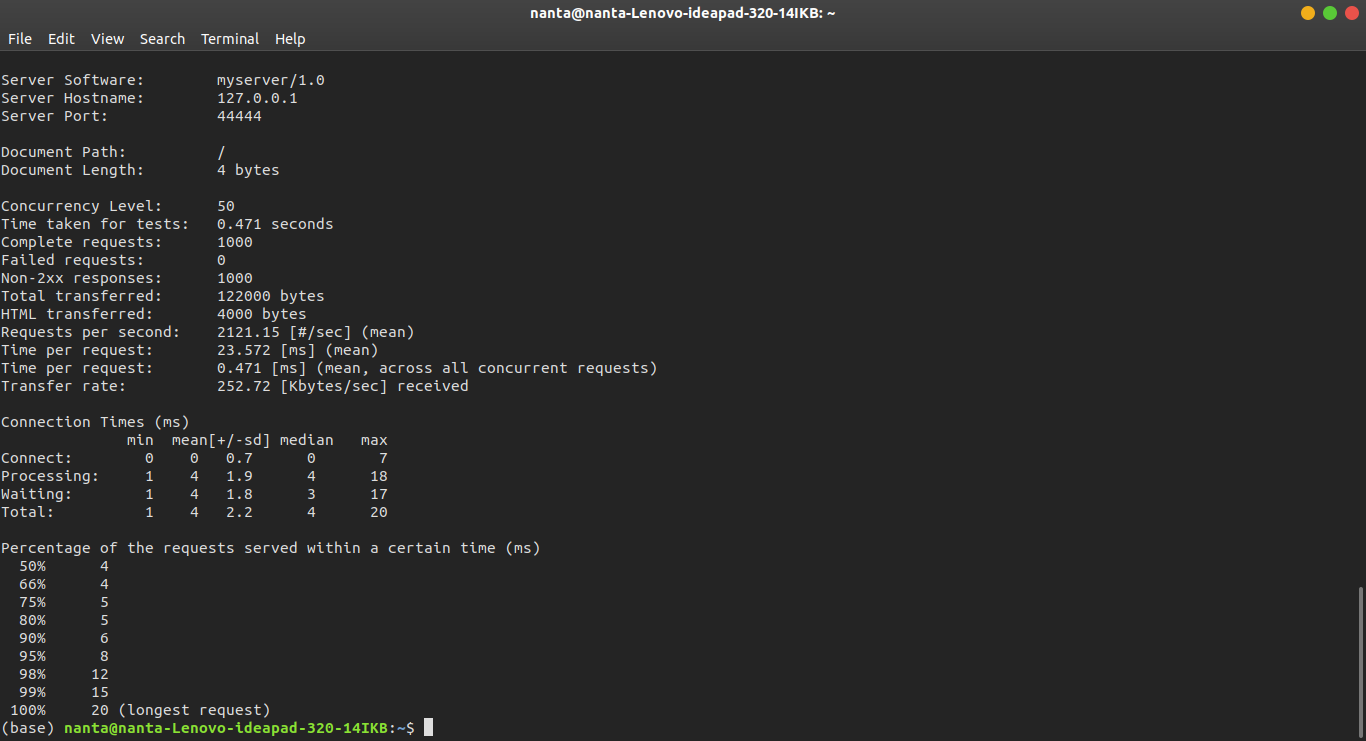 nanta@nanta-Lenovo-ideapad-320-14IKB: ~
File Edit View Search Terminal Help
Server Software: myserver/1.0
Server Hostname: 127.0.0.1
Server Port: 44444
Document Path: /
Document Length: 4 bytes
Concurrency Level: 50
Time taken for tests: 0.471 seconds
Complete requests: 1000
Failed requests: 0
Non-2xx responses: 1000
Total transferred: 122000 bytes
HTML transferred: 4000 bytes
Requests per second: 2121.15 [#/sec] (mean)
Time per request: 23.572 [ms] (mean)
Time per request: 0.471 [ms] (mean, across all concurrent requests)
Transfer rate: 252.72 [Kbytes/sec] received
Connection Times (ms)
min mean[+/-sd] median max
Connect: 0 0 0.7 0 7
Processing: 1 4 1.9 4 18
Waiting: 1 4 1.8 3 17
Total: 1 4 2.2 4 20
Percentage of the requests served within a certain time (ms)
50% 4
66% 4
75% 5
80% 5
90% 6
95% 8
98% 12
99% 15
100% 20 (longest request)
(base) nanta@nanta-Lenovo-ideapad-320-14IKB:~$